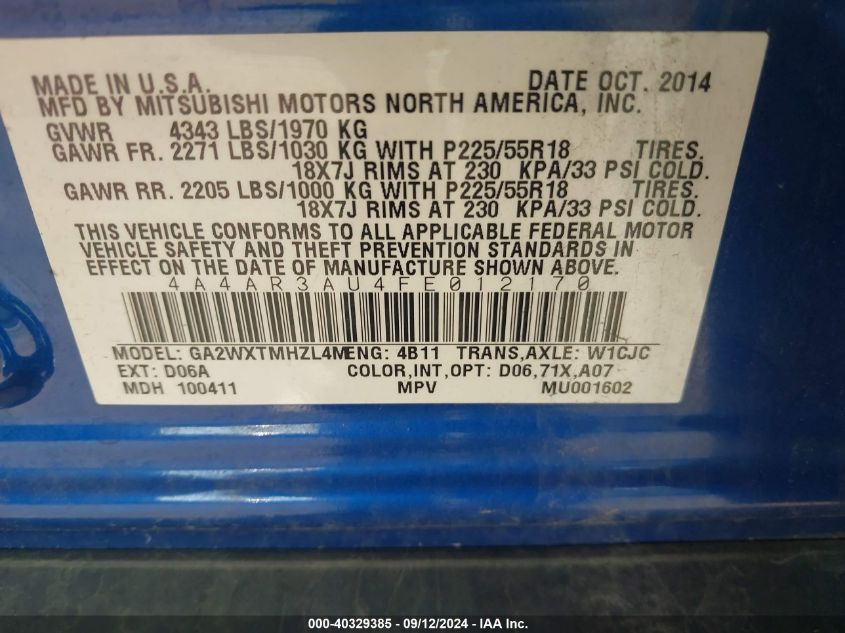 MADE IN U.S.A. DATE OCT. 2014
MFD BY MITSUBISHI MOTORS NORTH AMERICA, INC.
GVWR 4343 LBS/1970 KG
GAWR FR. 2271 LBS/1030 KG WITH P225/55R18 TIRES.
18X7J RIMS AT 230 KPA/33 PSI COLD.
GAWR RR. 2205 LBS/1000 KG WITH P225/55R18 TIRES.
18X7J RIMS AT 230 KPA/33 PSI COLD.
THIS VEHICLE CONFORMS TO ALL APPLICABLE FEDERAL MOTOR
VEHICLE SAFETY AND THEFT PREVENTION STANDARDS IN
EFFECT ON THE DATE OF MANUFACTURE SHOWN ABOVE.
4A4AR3AU4FE012170
MODEL: GA2WXTMHZL4M ENG: 4B11 TRANS,AXLE: W1CJC
EXT: D06A COLOR,INT,OPT: D06,71X,A07
MDH 100411 MPV MU001602
000-40329385 - 09/12/2024 - IAA Inc.